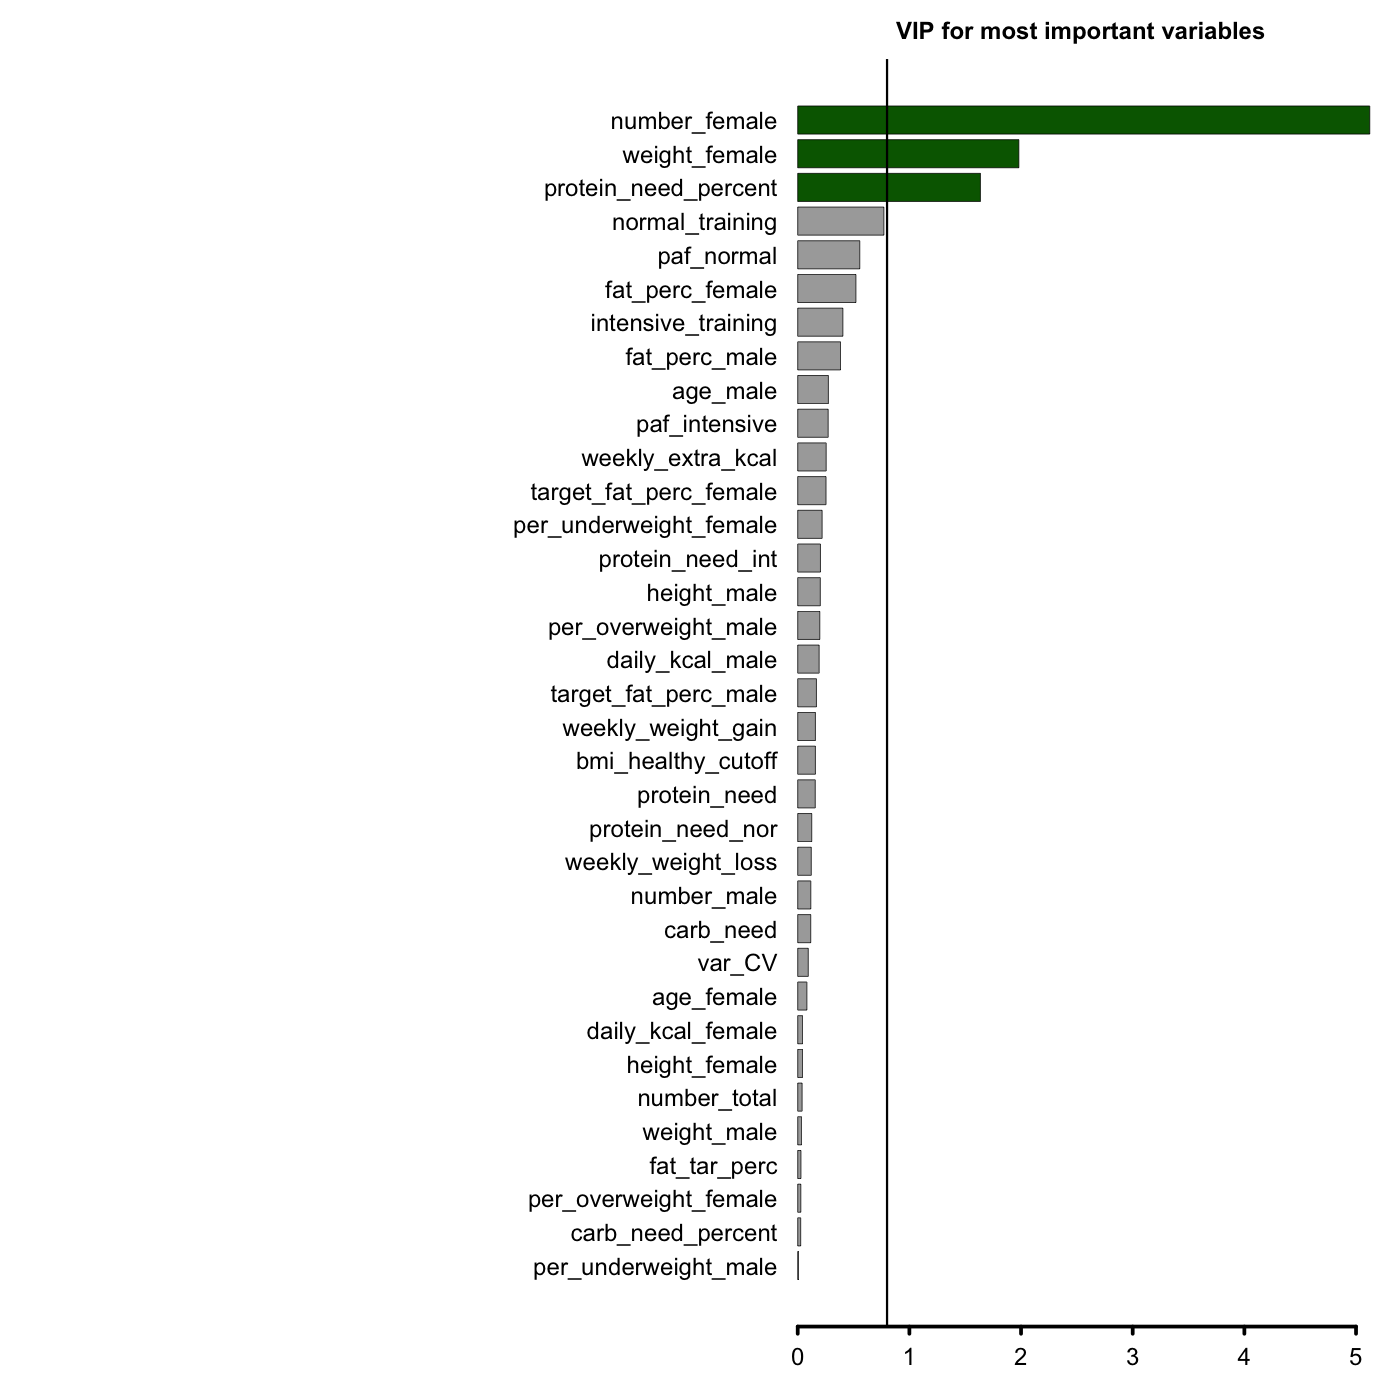 VIP for most important variables
number_female
weight_female
protein_need_percent
normal_training
paf_normal
fat_perc_female
intensive_training
fat_perc_male
age_male
paf_intensive
weekly_extra_kcal
target_fat_perc_female
per_underweight_female
protein_need_int
height_male
per_overweight_male
daily_kcal_male
target_fat_perc_male
weekly_weight_gain
bmi_healthy_cutoff
protein_need
protein_need_nor
weekly_weight_loss
number_male
carb_need
var_CV
age_female
daily_kcal_female
height_female
number_total
weight_male
fat_tar_perc
per_overweight_female
carb_need_percent
per_underweight_male
0 1 2 3 4 5